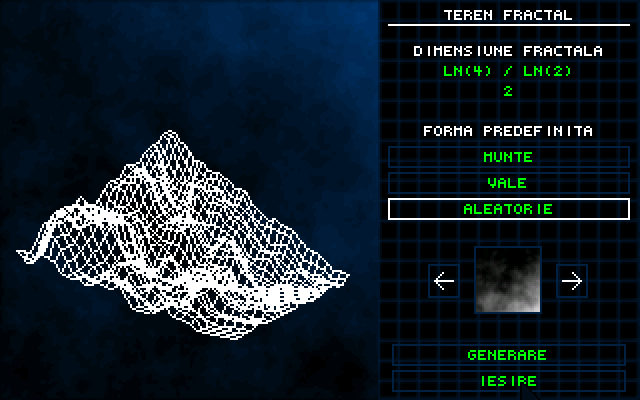 TEREN FRACTAL
DIMENSIUNE FRACTALA
LN(4) / LN(2)
2
FORMA PREDEFINITA
MUNTE
VALE
ALEATORIE
GENERARE
IESIRE